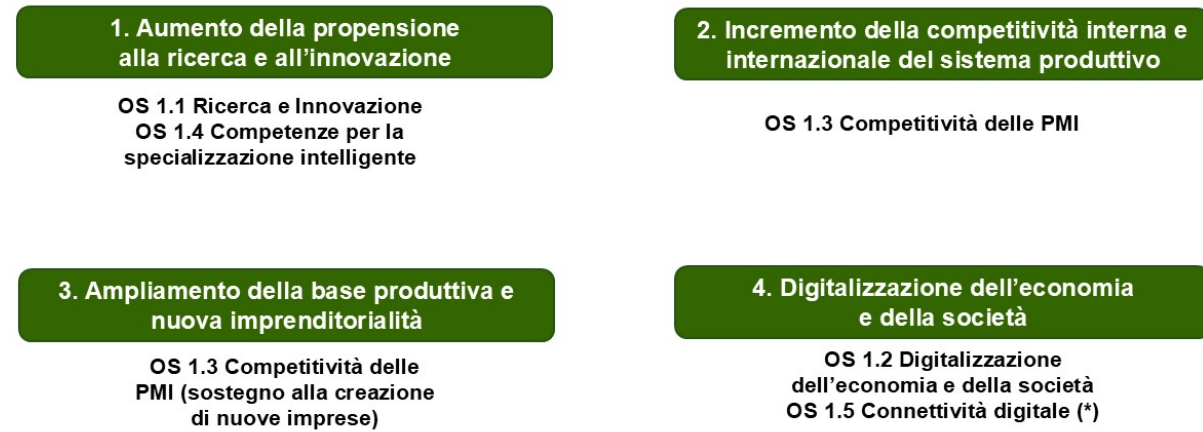 1. Aumento della propensione
alla ricerca e all'innovazione
OS 1.1 Ricerca e Innovazione
OS 1.4 Competenze per la
specializzazione intelligente
2. Incremento della competitività interna e
internazionale del sistema produttivo
OS 1.3 Competitività delle PMI
3. Ampliamento della base produttiva e
nuova imprenditorialità
OS 1.3 Competitività delle
PMI (sostegno alla creazione
di nuove imprese)
4. Digitalizzazione dell'economia
e della società
OS 1.2 Digitalizzazione
dell'economia e della società
OS 1.5 Connettività digitale (*)